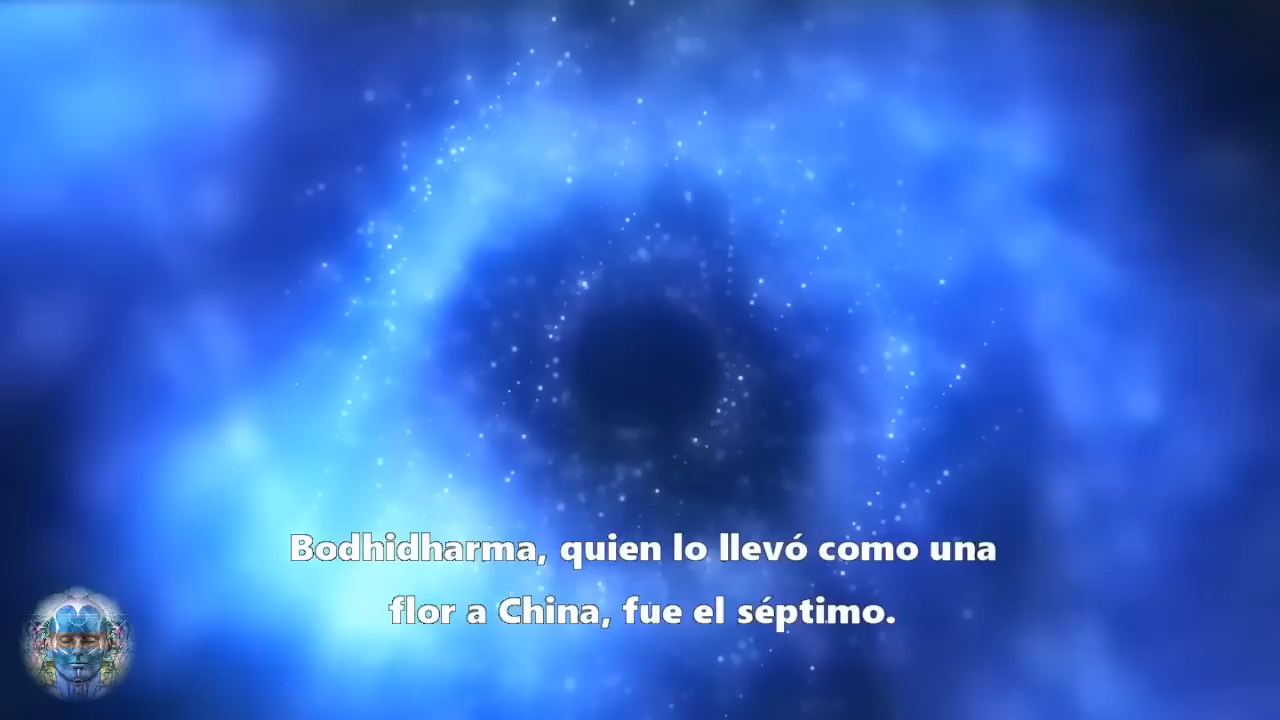 Bodhidharma, quien lo llevó como una
flor a China, fue el séptimo.